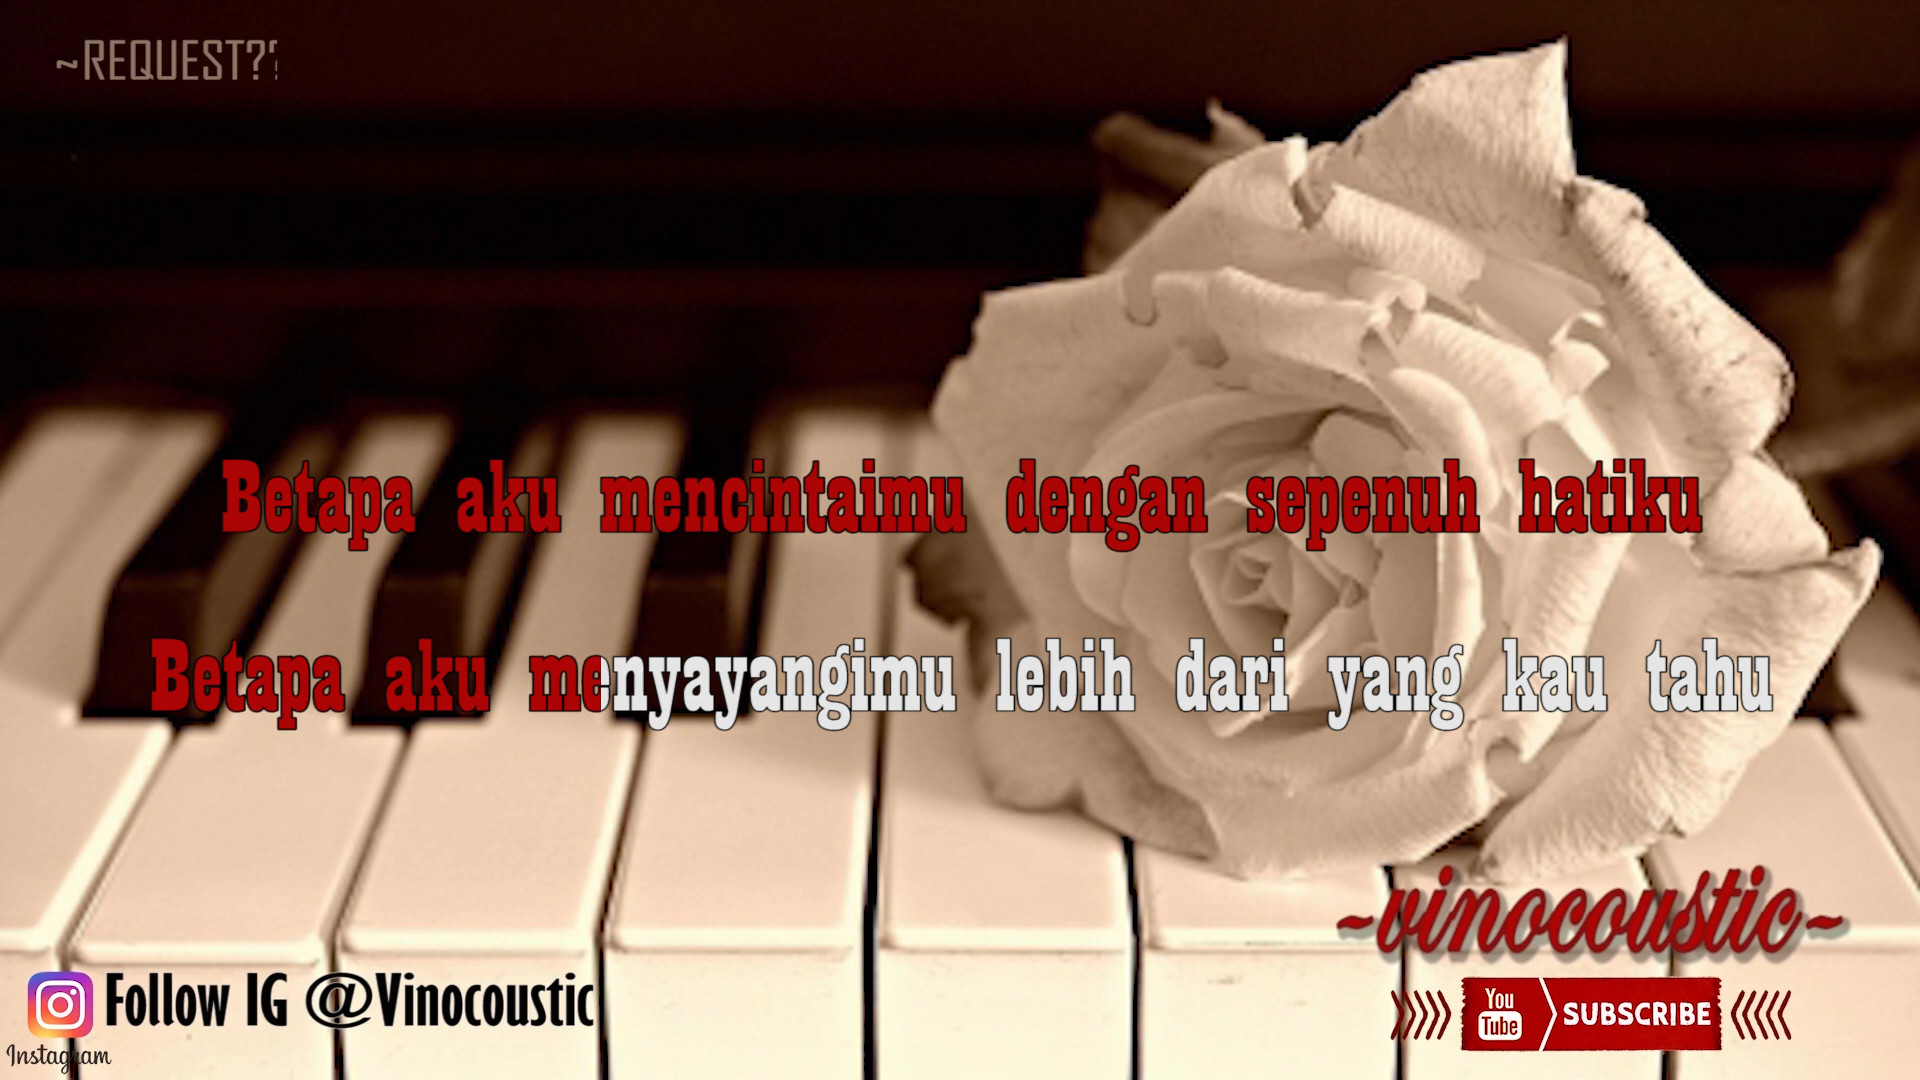 ~REQUEST??
Betapa aku mencintaimu dengan sepenuh hatiku
Betapa aku menyayangimu lebih dari yang kau tahu
~vinocoustic~
Follow IG @Vinocoustic
You Tube SUBSCRIBE
Instagram